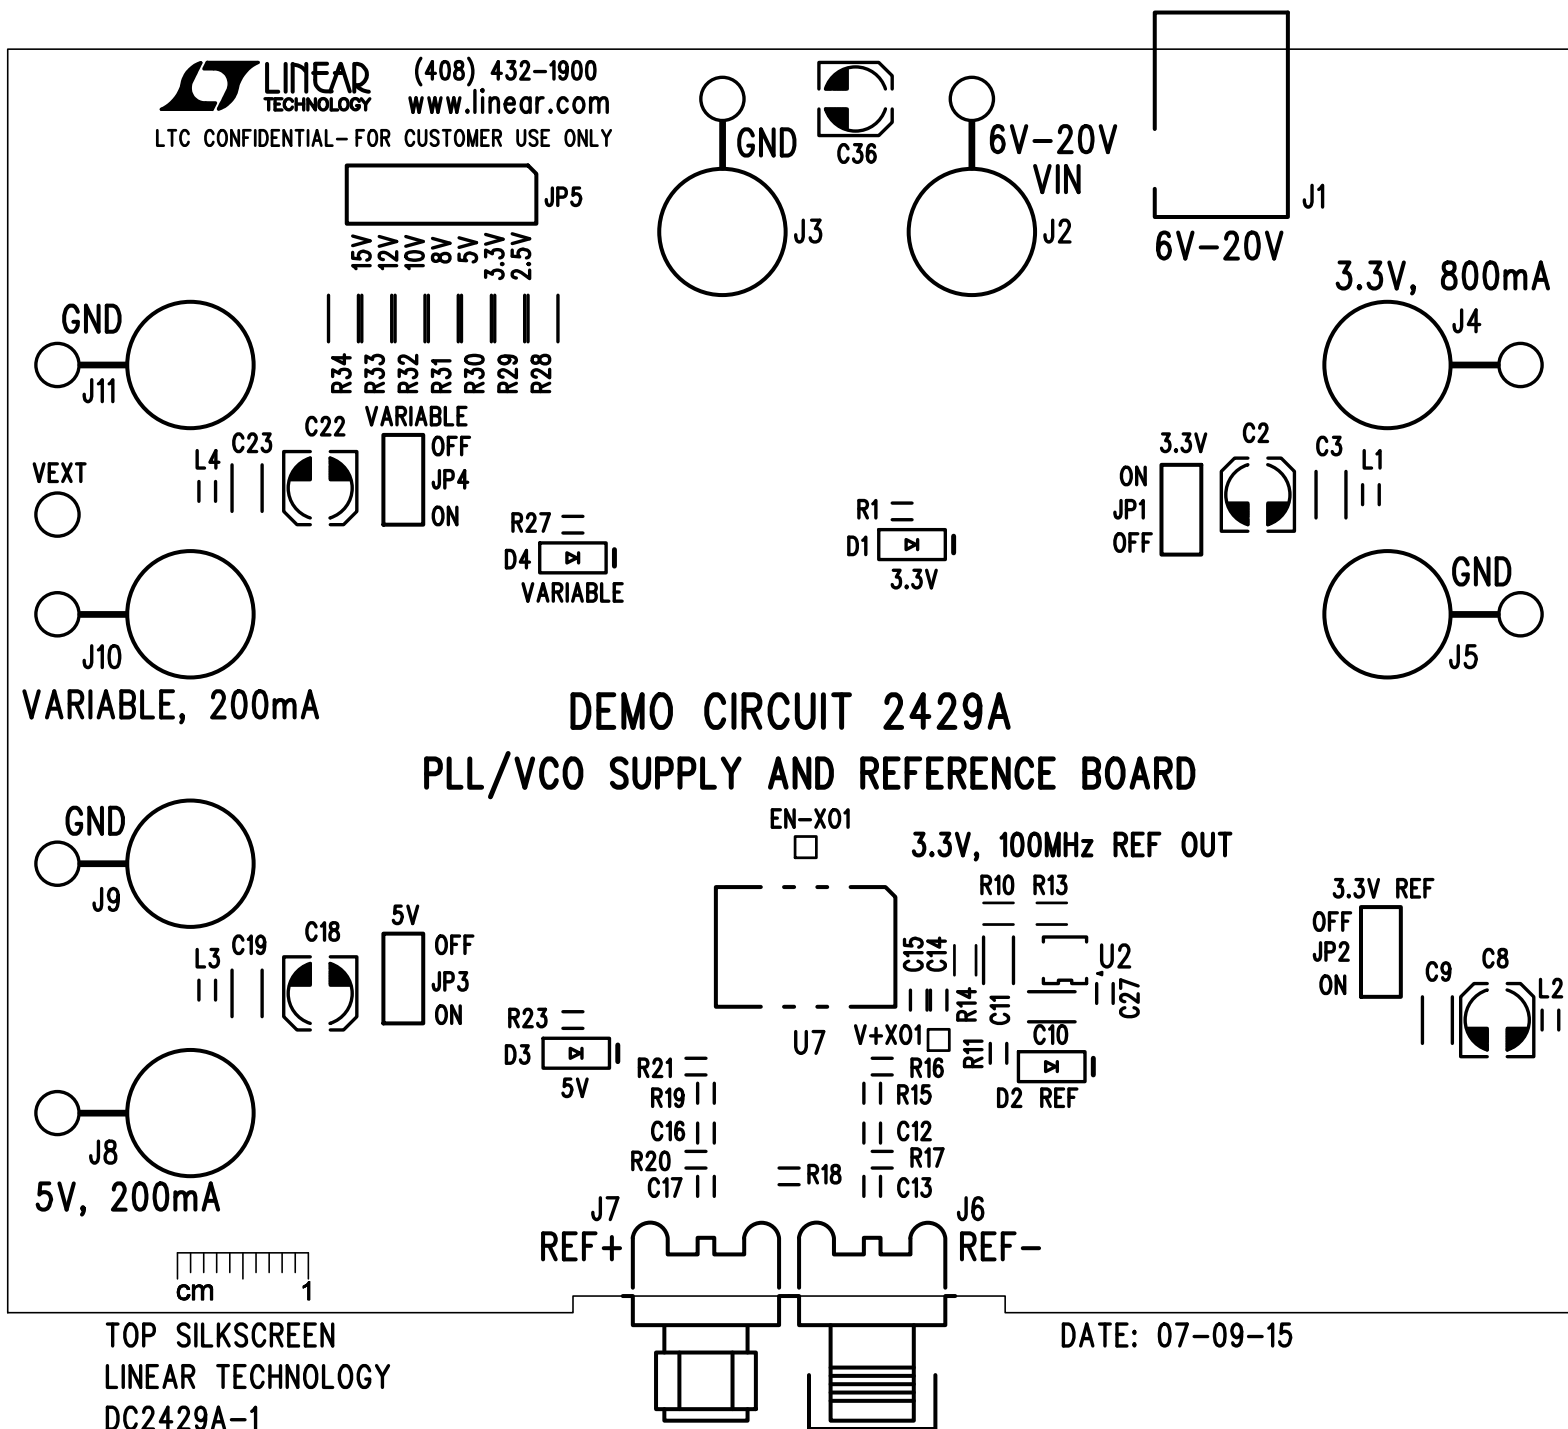 LINEAR
TECHNOLOGY
(408) 432-1900
www.linear.com
LTC CONFIDENTIAL-FOR CUSTOMER USE ONLY
JP5
15V
12V
10V
8V
5V
3.3V
2.5V
R34
R33
R32
R31
R30
R29
R28
GND
J3
C36
6V-20V
VIN
J2
J1
6V-20V
3.3V, 800mA
J4
GND
J11
VARIABLE
OFF
JP4
ON
C22
C23
L4
VEXT
R27
D4
VARIABLE
R1
D1
3.3V
3.3V
ON
JP1
OFF
C2
C3
L1
GND
J5
J10
VARIABLE, 200mA
DEMO CIRCUIT 2429A
PLL/VCO SUPPLY AND REFERENCE BOARD
GND
J9
EN-X01
3.3V, 100MHz REF OUT
R10
R13
3.3V REF
OFF
JP2
ON
C9
C8
L2
5V
OFF
JP3
ON
C18
C19
L3
C15
C14
U2
R14
C11
C27
U7
V+X01
R11
C10
D2 REF
R23
D3
5V
R21
R19
C16
R20
C17
R16
R15
C12
R17
C13
R18
J8
5V, 200mA
J7
REF+
J6
REF-
cm 1
TOP SILKSCREEN
LINEAR TECHNOLOGY
DC2429A-1
DATE: 07-09-15